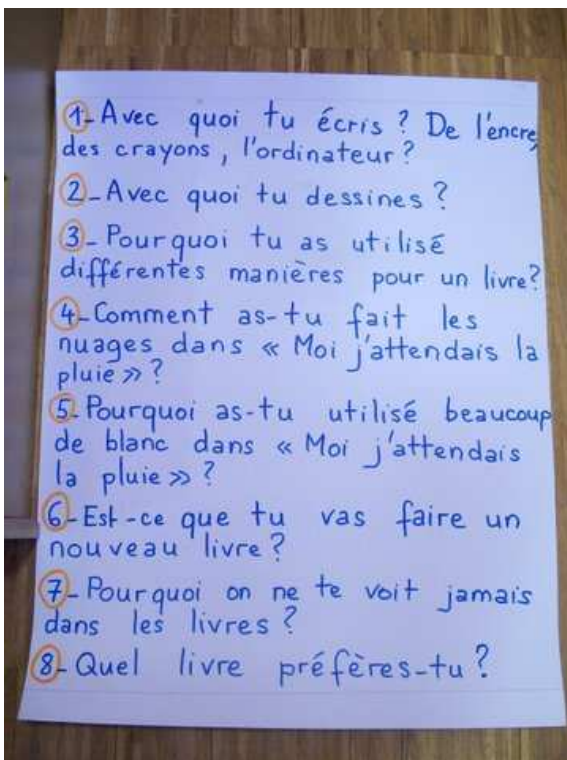 1- Avec quoi tu écris ? De l'encre,
des crayons, l'ordinateur ?
2- Avec quoi tu dessines ?
3- Pourquoi tu as utilisé
différentes manières pour un livre?
4- Comment as-tu fait les
nuages dans « Moi j'attendais la
pluie » ?
5- Pourquoi as-tu utilisé beaucoup
de blanc dans « Moi j'attendais
la pluie » ?
6- Est-ce que tu vas faire un
nouveau livre ?
7- Pourquoi on ne te voit jamais
dans les livres ?
8- Quel livre préfères-tu ?